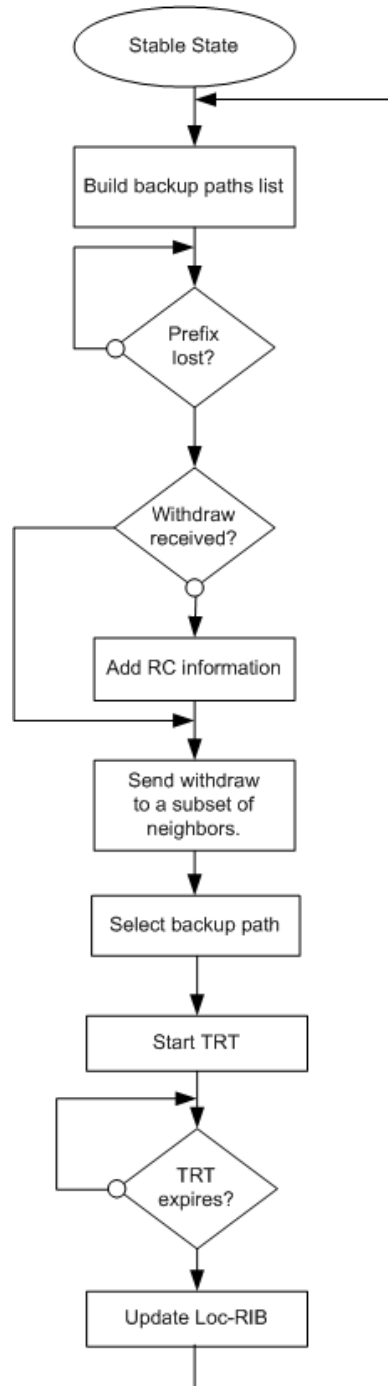 Stable State
Build backup paths list
Prefix
lost?
Withdraw
received?
Add RC information
Send withdraw
to a subset of
neighbors.
Select backup path
Start TRT
TRT
expires?
Update Loc-RIB